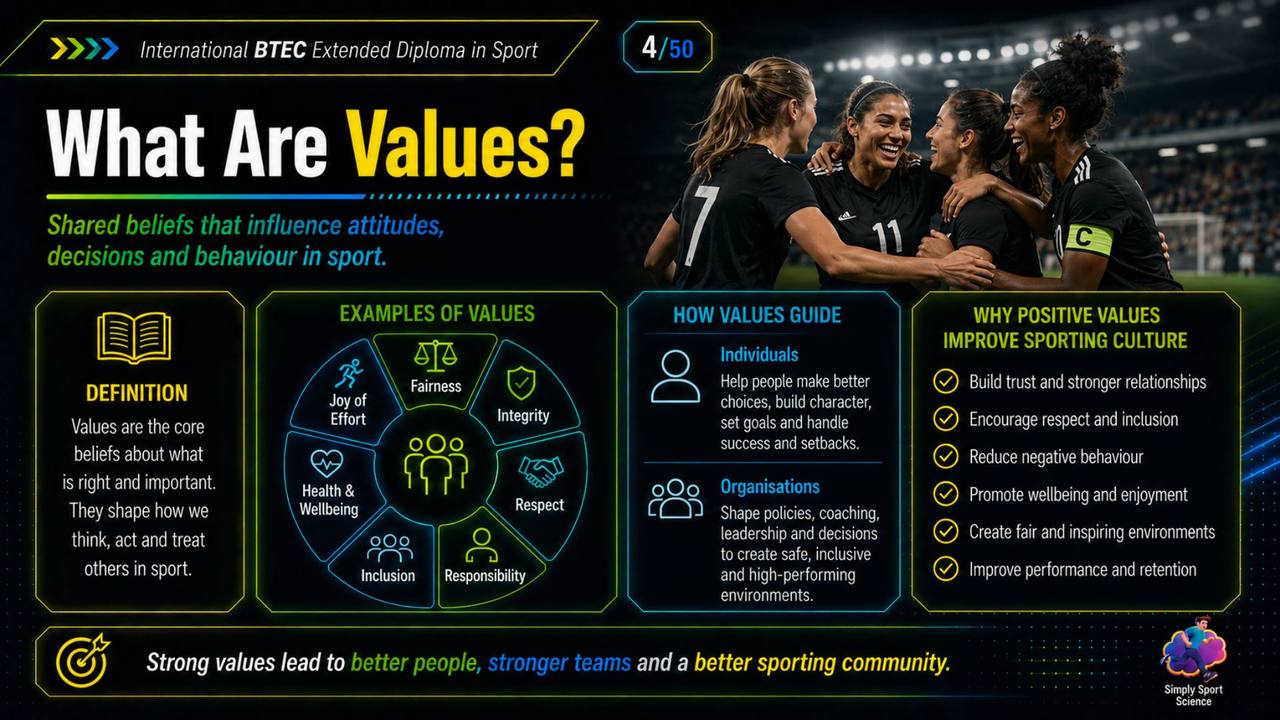 International BTEC Extended Diploma in Sport
4/50
What Are Values?
Shared beliefs that influence attitudes,
decisions and behaviour in sport.
7
11
C
DEFINITION
Values are the core
beliefs about what
is right and important.
They shape how we
think, act and treat
others in sport.
EXAMPLES OF VALUES
Fairness
Integrity
Respect
Responsibility
Inclusion
Health &
Wellbeing
Joy of
Effort
HOW VALUES GUIDE
Individuals
Help people make better
choices, build character,
set goals and handle
success and setbacks.
Organisations
Shape policies, coaching,
leadership and decisions
to create safe, inclusive
and high-performing
environments.
WHY POSITIVE VALUES
IMPROVE SPORTING CULTURE
Build trust and stronger relationships
Encourage respect and inclusion
Reduce negative behaviour
Promote wellbeing and enjoyment
Create fair and inspiring environments
Improve performance and retention
Strong values lead to better people, stronger teams and a better sporting community.
Simply Sport
Science